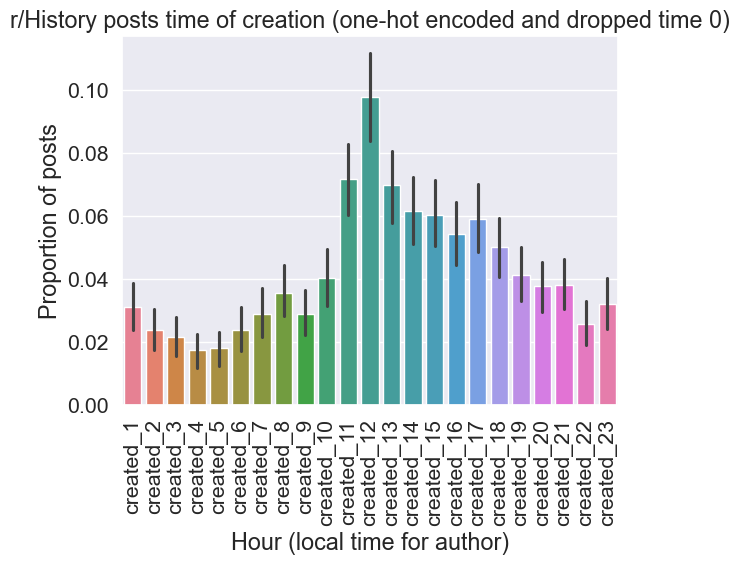 r/History posts time of creation (one-hot encoded and dropped time 0)
Proportion of posts
0.10
0.08
0.06
0.04
0.02
0.00
created_1
created_2
created_3
created_4
created_5
created_6
created_7
created_8
created_9
created_10
created_11
created_12
created_13
created_14
created_15
created_16
created_17
created_18
created_19
created_20
created_21
created_22
created_23
Hour (local time for author)